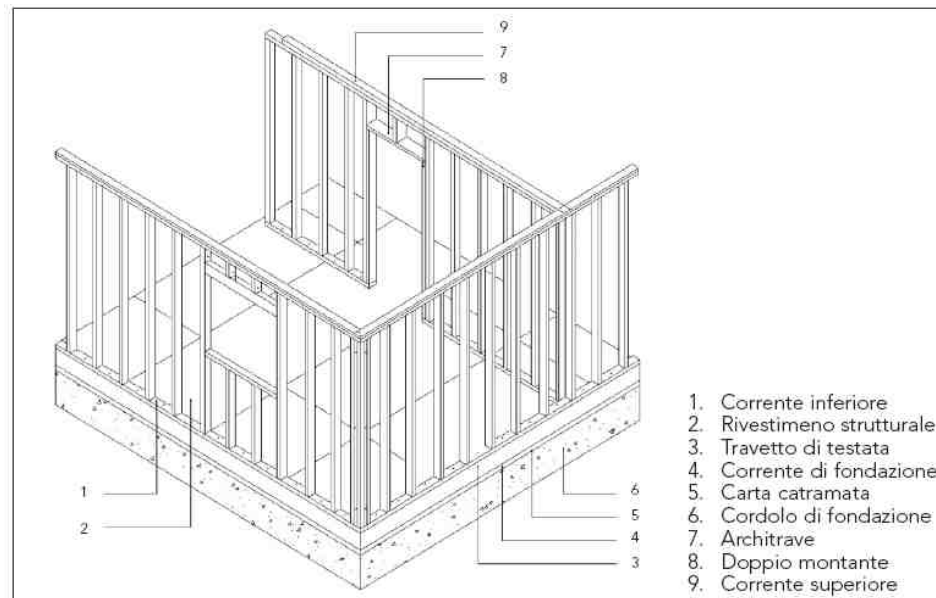 9
7
8
1
2
6
5
4
3
1. Corrente inferiore
2. Rivestimeno strutturale
3. Travetto di testata
4. Corrente di fondazione
5. Carta catramata
6. Cordolo di fondazione
7. Architrave
8. Doppio montante
9. Corrente superiore